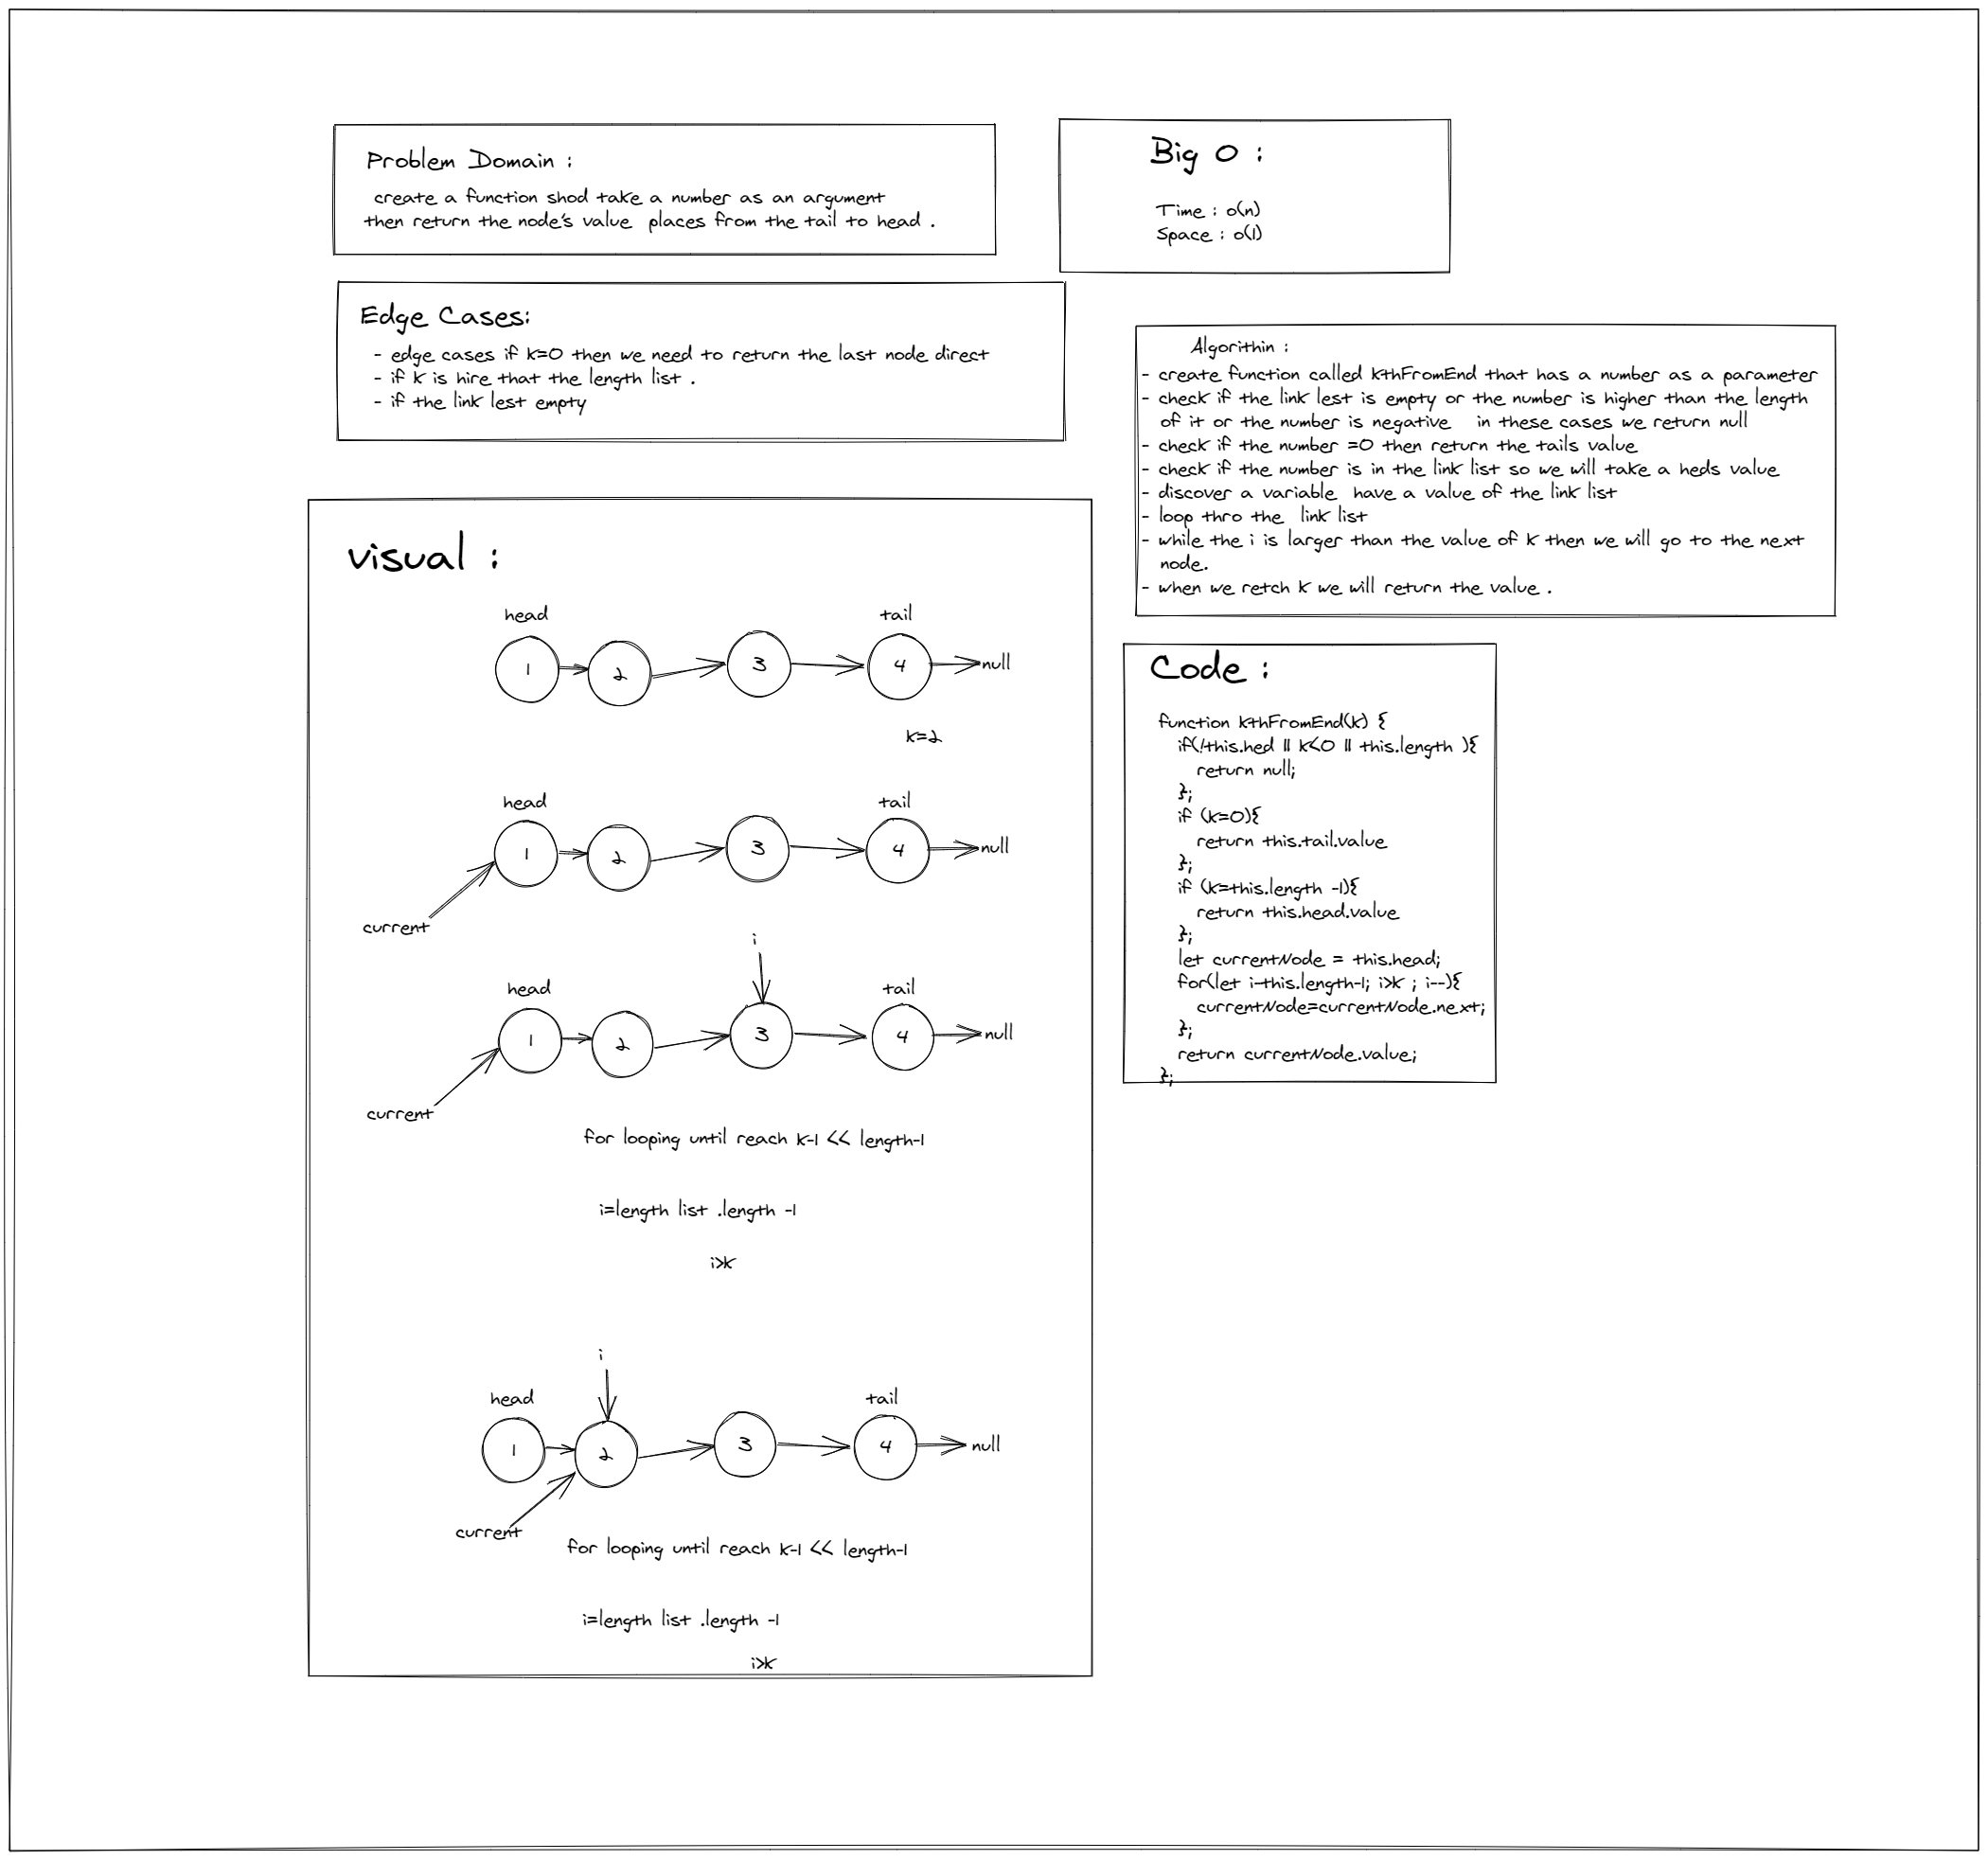 Problem Domain :
create a function shod take a number as an argument
then return the node's value places from the tail to head .
Big O :
Time : o(n)
Space : o(1)
Edge Cases:
- edge cases if k=0 then we need to return the last node direct
- if k is hire that the length list .
- if the link lest empty
Algorithin :
- create function called kthFromEnd that has a number as a parameter
- check if the link lest is empty or the number is higher than the length
of it or the number is negative in these cases we return null
- check if the number =0 then return the tails value
- check if the number is in the link list so we will take a heds value
- discover a variable have a value of the link list
- loop thro the link list
- while the i is larger than the value of k then we will go to the next
node.
- when we retch k we will return the value .
visual :
head tail
1 2 3 4 null
k=2
head tail
1 2 3 4 null
current
i
head tail
1 2 3 4 null
current
for looping until reach k-1 << length-1
i=length list .length -1
i>k
i
head tail
1 2 3 4 null
current
for looping until reach k-1 << length-1
i=length list .length -1
i>k
Code :
function kthFromEnd(k) {
if(!this.hed || k<0 || this.length ){
return null;
};
if (k=0){
return this.tail.value
};
if (k=this.length -1){
return this.head.value
};
let currentNode = this.head;
for(let i=this.length-1; i>k ; i--){
currentNode=currentNode.next;
};
return currentNode.value;
};